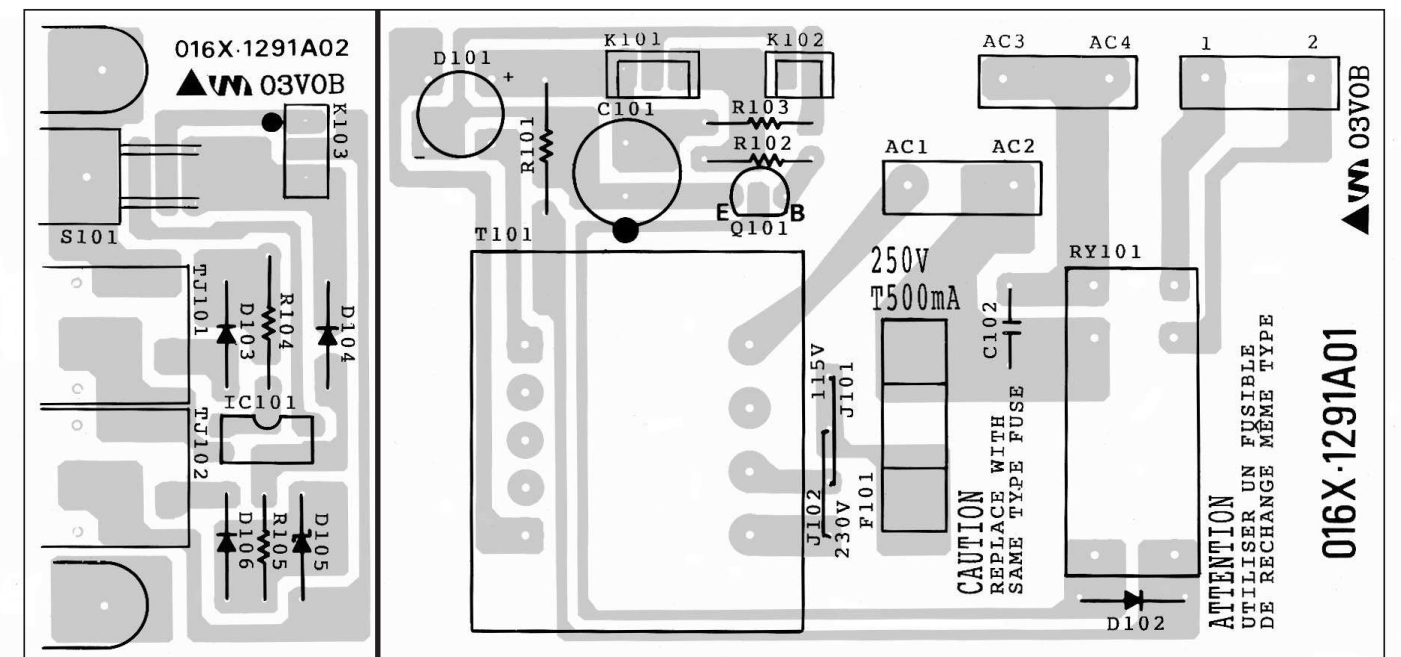 016X·1291A02
03V0B
K103
S101
TJ101
D103
R104
D104
IC101
TJ102
D106
R105
D105
D101
+
-
R101
K101
C101
K102
R103
R102
E B
Q101
T101
AC3 AC4
1 2
AC1 AC2
250V
T500mA
C102
RY101
115V
J101
J102
230V
F101
CAUTION
REPLACE WITH
SAME TYPE FUSE
D102
ATTENTION
UTILISER UN FUSIBLE
DE RECHANGE MÊME TYPE
03V0B
016X·1291A01